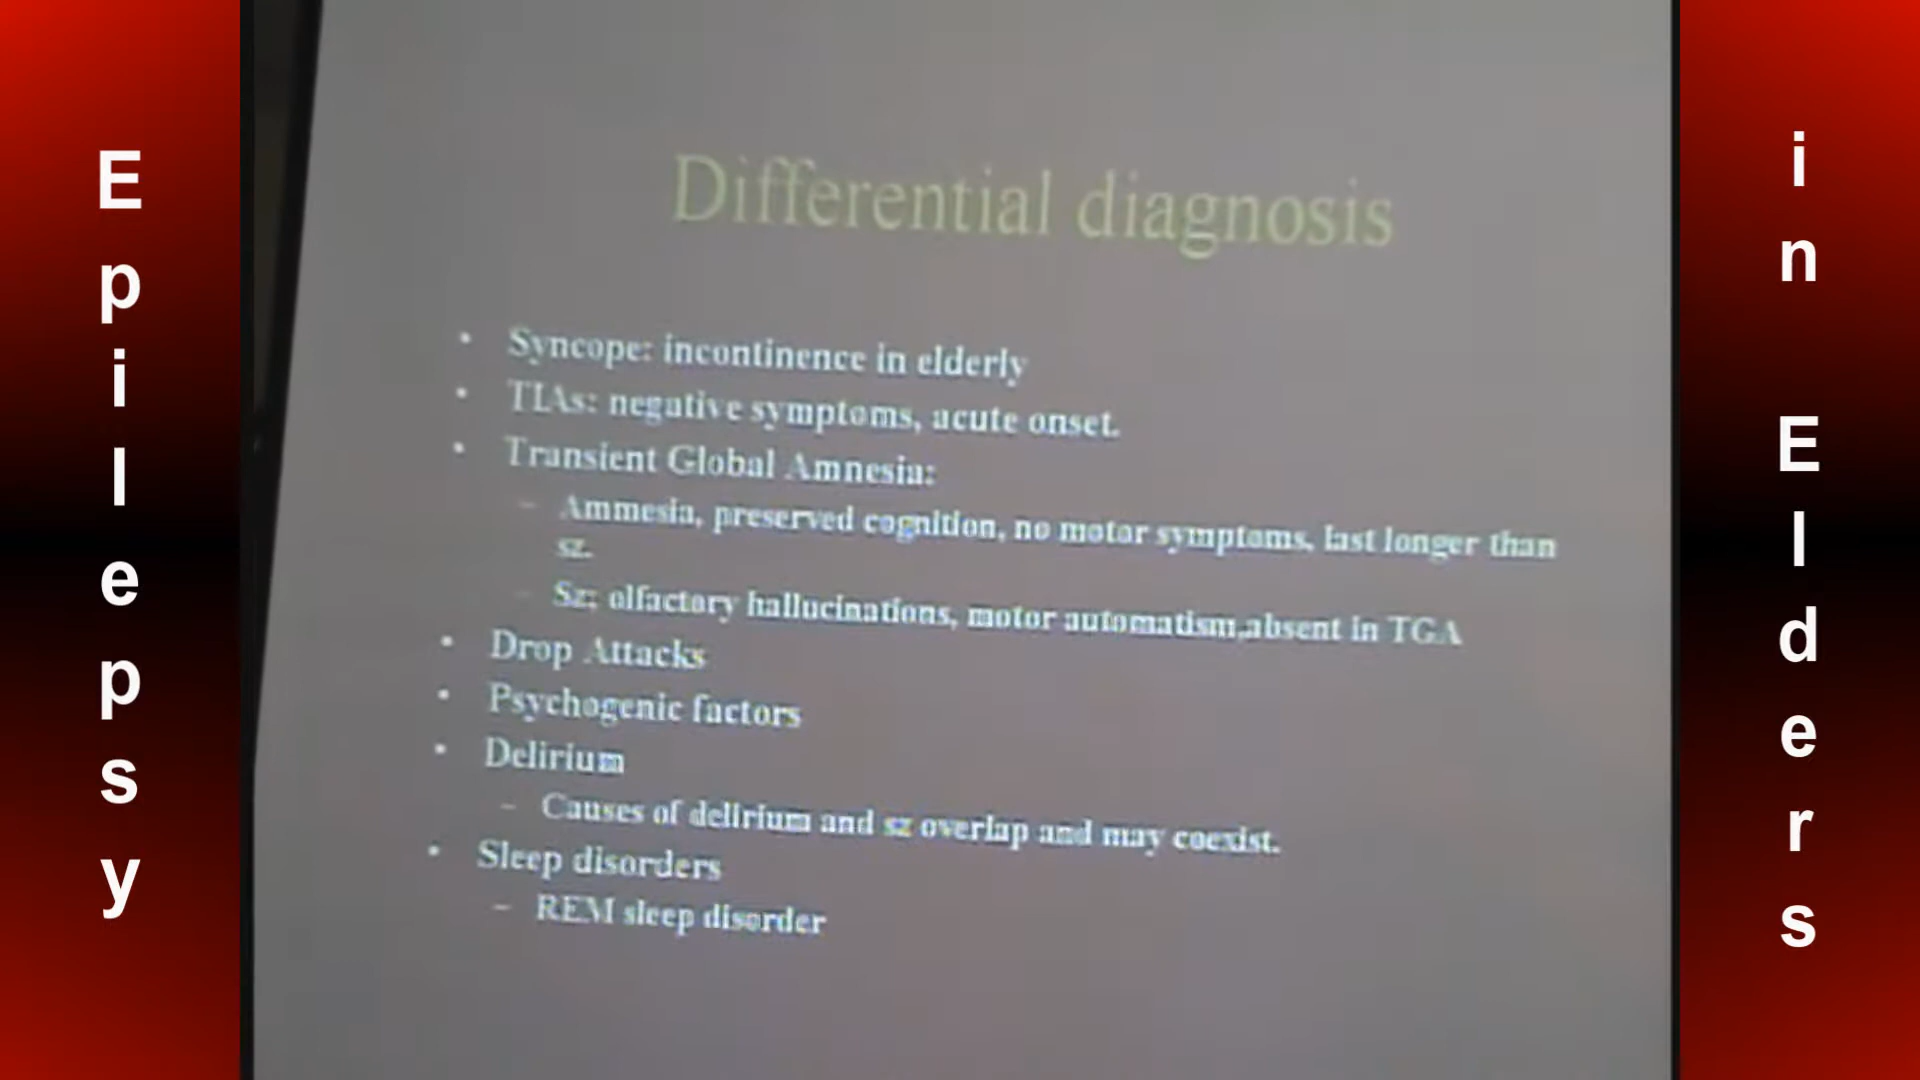 Epilepsy
in Elders
Differential diagnosis
• Syncope: incontinence in elderly
• TIAs: negative symptoms, acute onset.
• Transient Global Amnesia:
– Ammesia, preserved cognition, no motor symptoms, last longer than
sz.
– Sz: olfactory hallucinations, motor automatism,absent in TGA
• Drop Attacks
• Psychogenic factors
• Delirium
– Causes of delirium and sz overlap and may coexist.
• Sleep disorders
– REM sleep disorder